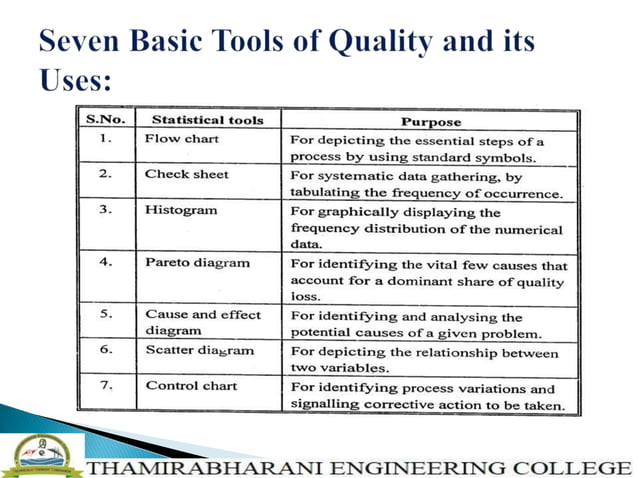 Seven Basic Tools of Quality and its
Uses:
S.No. Statistical tools Purpose
1. Flow chart For depicting the essential steps of a
process by using standard symbols.
2. Check sheet For systematic data gathering, by
tabulating the frequency of occurrence.
3. Histogram For graphically displaying the
frequency distribution of the numerical
data.
4. Pareto diagram For identifying the vital few causes that
account for a dominant share of quality
loss.
5. Cause and effect For identifying and analysing the
diagram potential causes of a given problem.
6. Scatter diagram For depicting the relationship between
two variables.
7. Control chart For identifying process variations and
signalling corrective action to be taken.
THAMIRABHARANI ENGINEERING COLLEGE